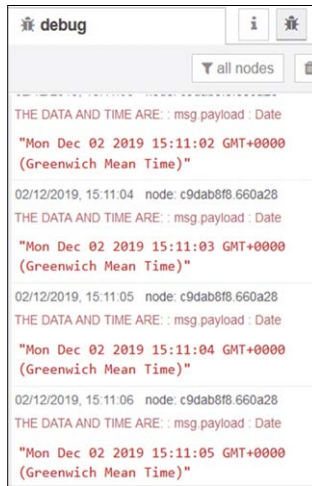 debug
i
all nodes
THE DATA AND TIME ARE: : msg.payload : Date
"Mon Dec 02 2019 15:11:02 GMT+0000
(Greenwich Mean Time)"
02/12/2019, 15:11:04 node: c9dab8f8.660a28
THE DATA AND TIME ARE: : msg.payload : Date
"Mon Dec 02 2019 15:11:03 GMT+0000
(Greenwich Mean Time)"
02/12/2019, 15:11:05 node: c9dab8f8.660a28
THE DATA AND TIME ARE: : msg.payload : Date
"Mon Dec 02 2019 15:11:04 GMT+0000
(Greenwich Mean Time)"
02/12/2019, 15:11:06 node: c9dab8f8.660a28
THE DATA AND TIME ARE: : msg.payload : Date
"Mon Dec 02 2019 15:11:05 GMT+0000
(Greenwich Mean Time)"